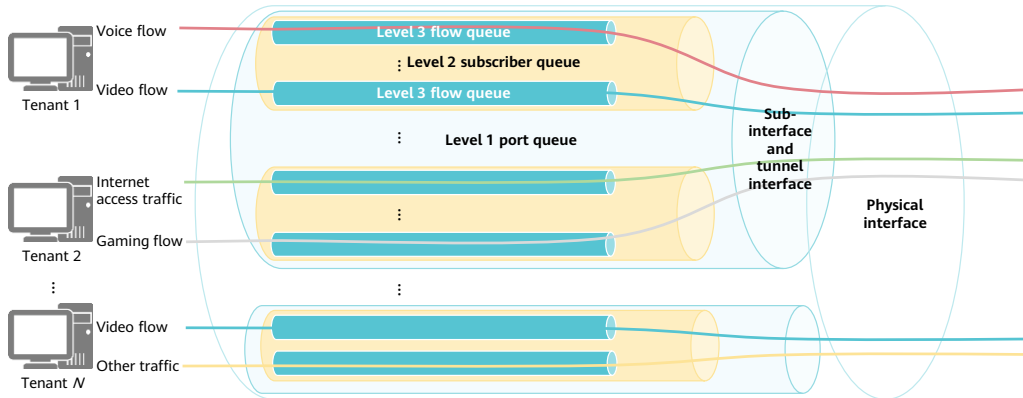 Voice flow
Level 3 flow queue
⋮ Level 2 subscriber queue
Video flow
Level 3 flow queue
Tenant 1
⋮
Level 1 port queue
Sub-
interface
and
tunnel
interface
Internet
access traffic
⋮
Gaming flow
Physical
interface
Tenant 2
⋮
⋮
Video flow
Other traffic
Tenant N